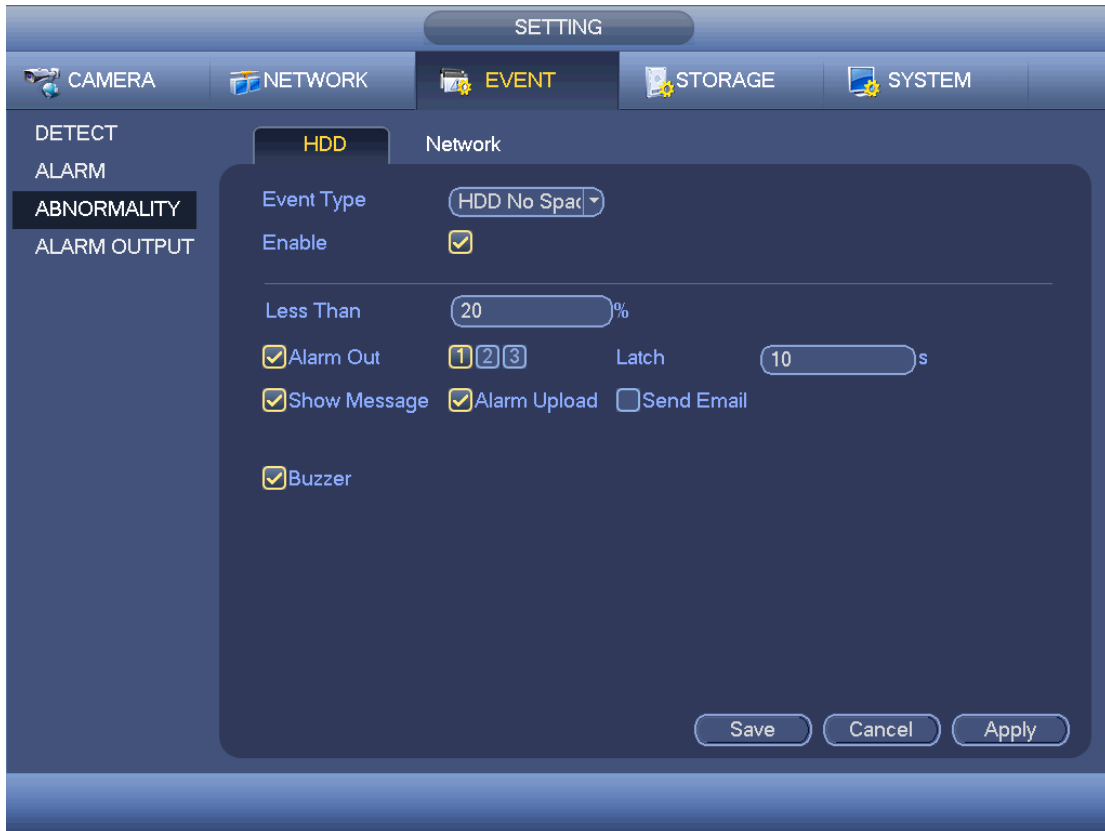 SETTING
CAMERA NETWORK EVENT STORAGE SYSTEM
DETECT
ALARM
ABNORMALITY
ALARM OUTPUT
HDD Network
Event Type HDD No Spac
Enable
Less Than 20 %
Alarm Out 1 2 3 Latch 10 s
Show Message Alarm Upload Send Email
Buzzer
Save Cancel Apply